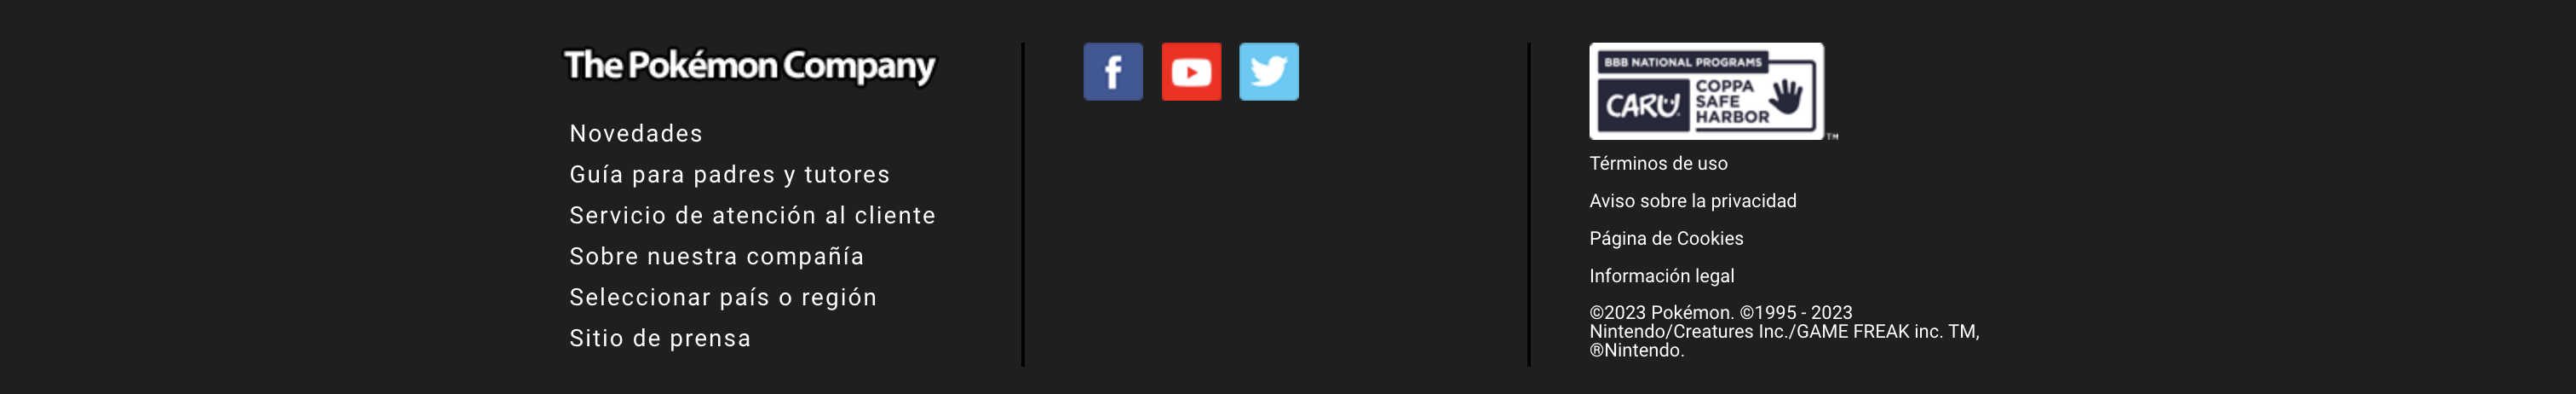 The Pokémon Company
Novedades
Guía para padres y tutores
Servicio de atención al cliente
Sobre nuestra compañía
Seleccionar país o región
Sitio de prensa
f
BBB NATIONAL PROGRAMS
CARU
COPPA
SAFE
HARBOR
TM
Términos de uso
Aviso sobre la privacidad
Página de Cookies
Información legal
©2023 Pokémon. ©1995 - 2023
Nintendo/Creatures Inc./GAME FREAK inc. TM,
®Nintendo.